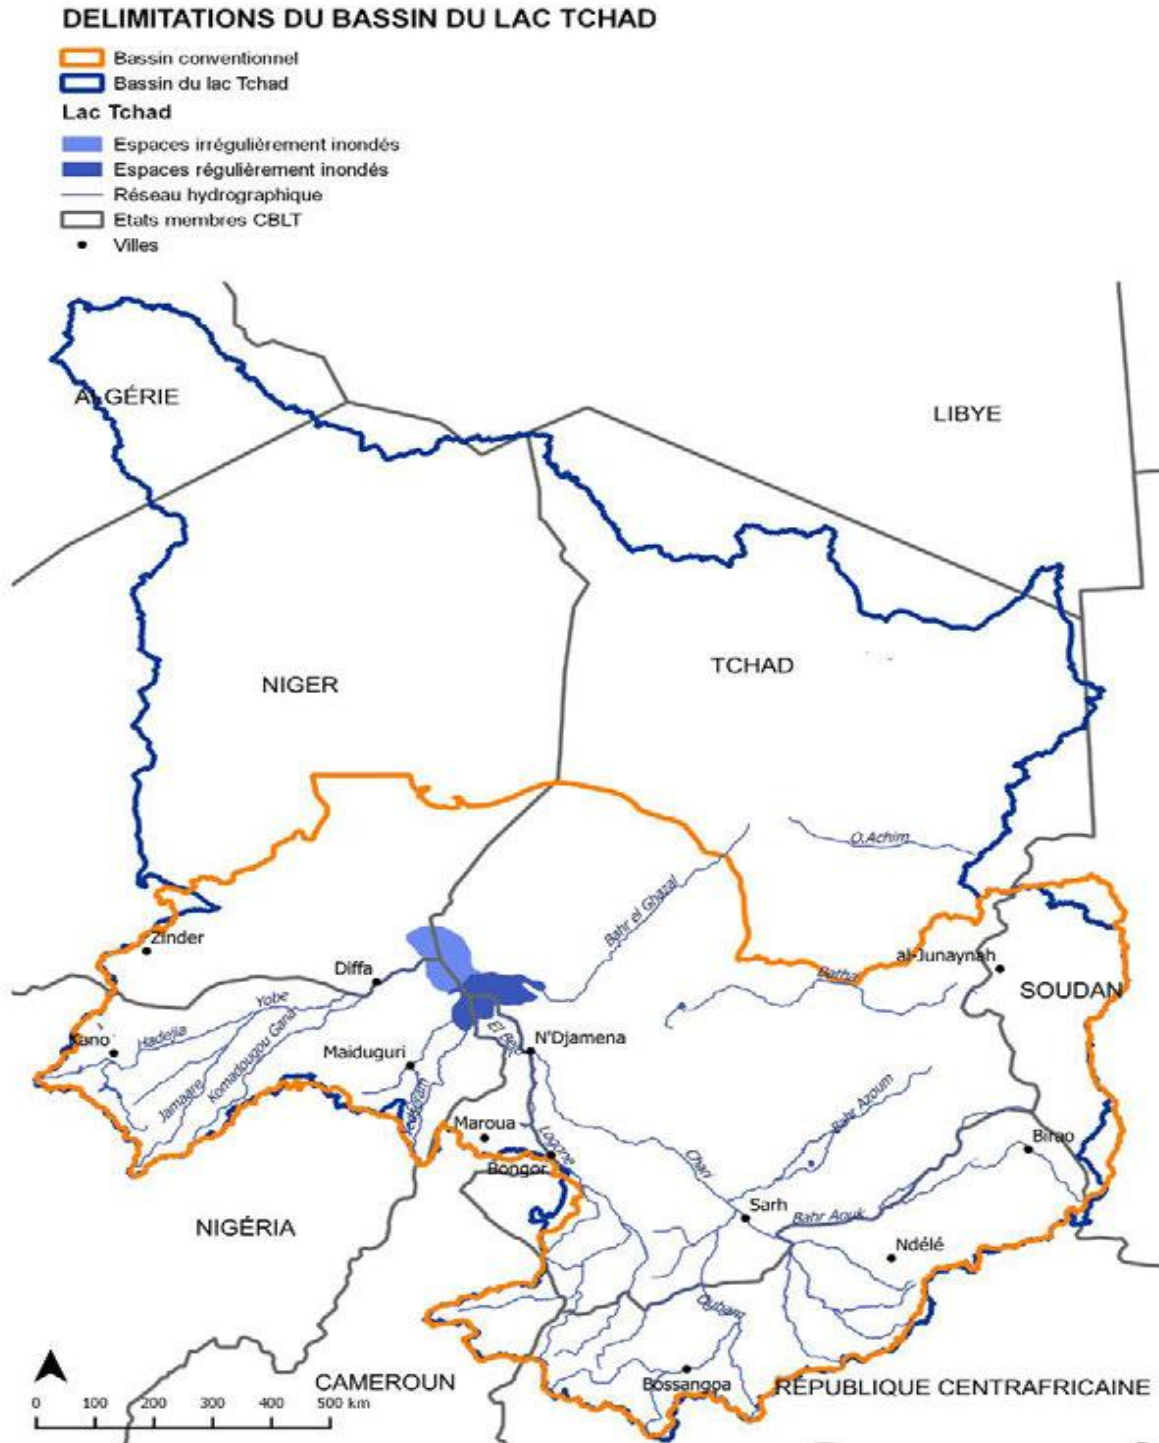 DELIMITATIONS DU BASSIN DU LAC TCHAD
Bassin conventionnel
Bassin du lac Tchad
Lac Tchad
Espaces irrégulièrement inondés
Espaces régulièrement inondés
Réseau hydrographique
Etats membres CBLT
Villes
ALGÉRIE
LIBYE
TCHAD
NIGER
O.Achim
Bahr el Ghazal
Zinder
al-Junaynah
Diffa
Batha
SOUDAN
Yobe
Kano
Hadejia
Komadougou Gana
El Beïd
N'Djamena
Maiduguri
Jamaare
Bahr Azoum
Maroua
Logone
Birao
Bongor
Chari
Sarh
Bahr Aouk
NIGÉRIA
Ndélé
Ouham
CAMEROUN
Bossangoa
RÉPUBLIQUE CENTRAFRICAINE
0 100 200 300 400 500 km